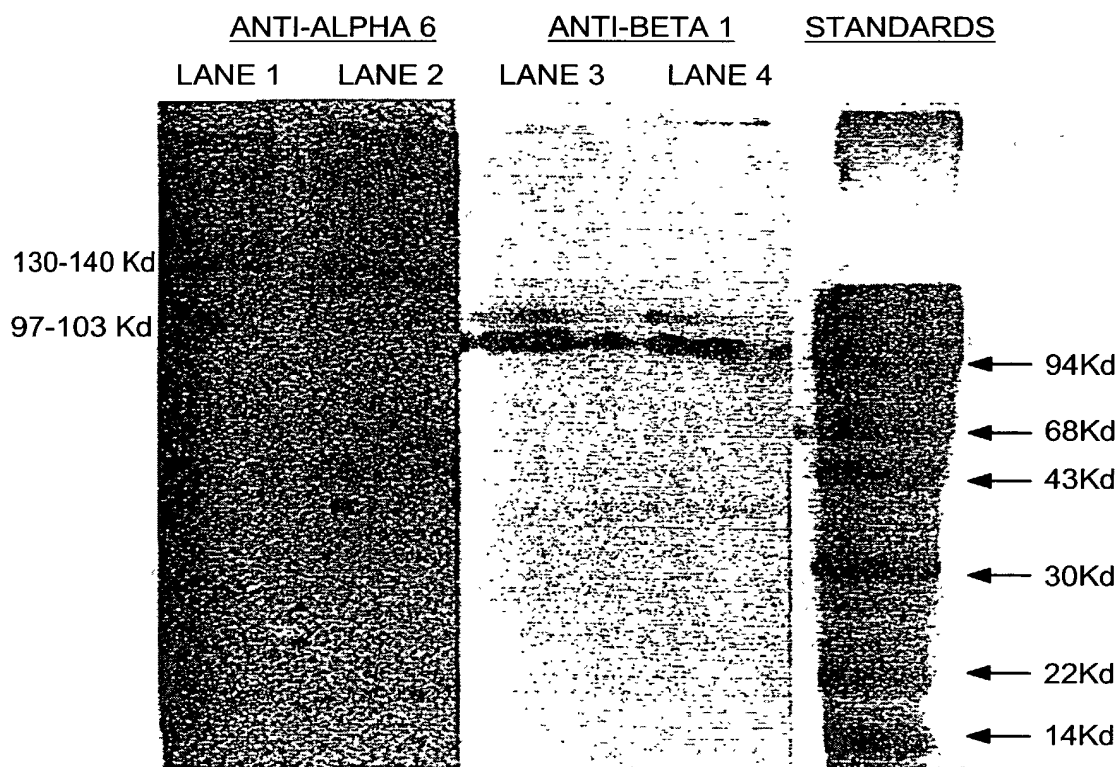 ANTI-ALPHA 6 ANTI-BETA 1 STANDARDS
LANE 1 LANE 2 LANE 3 LANE 4
130-140 Kd
97-103 Kd
94Kd
68Kd
43Kd
30Kd
22Kd
14Kd